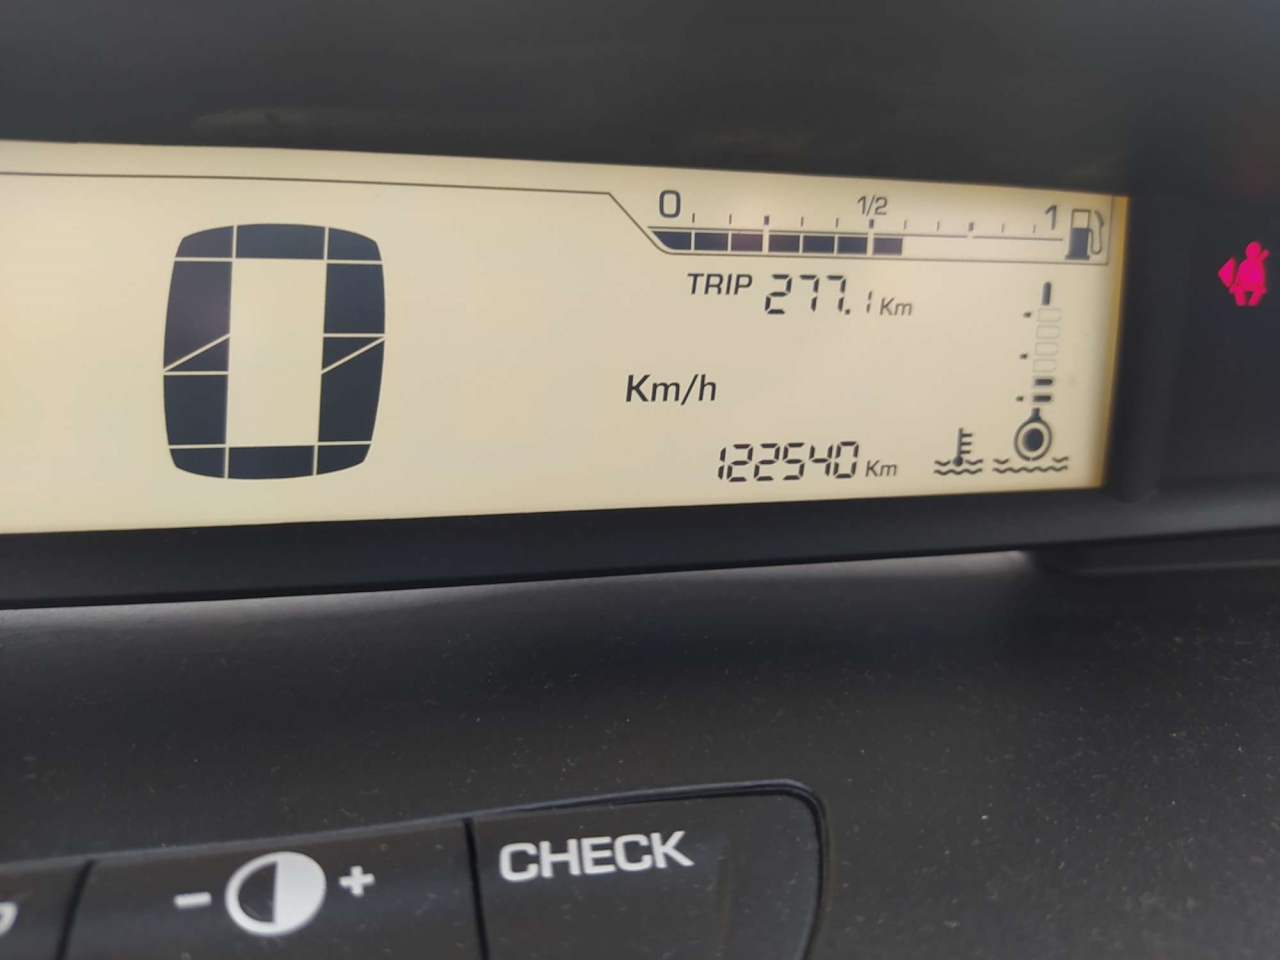 0 1/2 1
TRIP 277.1 Km
0
Km/h
122540 Km
- +
CHECK